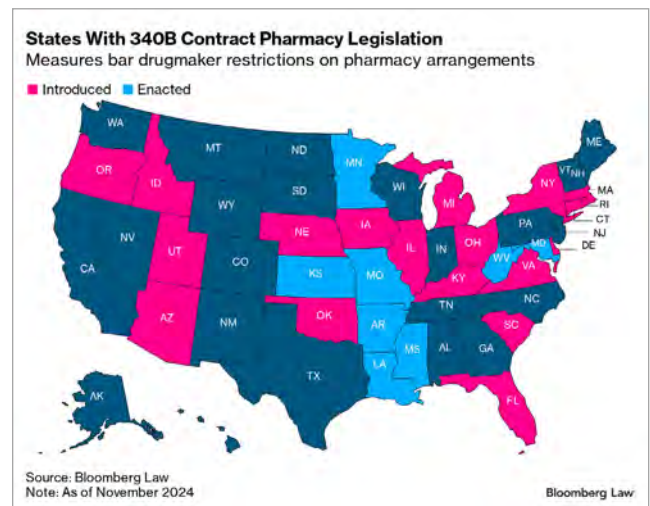 States With 340B Contract Pharmacy Legislation
Measures bar drugmaker restrictions on pharmacy arrangements
Introduced Enacted
WA
MT
ND
MN
ME
OR
ID
SD
WI
VT NH
WY
MI
NY
MA
RI
CT
NJ
DE
NE
IA
PA
NV
UT
IL
IN
OH
MD
CA
CO
KS
MO
WV
VA
KY
AZ
NM
OK
AR
TN
NC
SC
TX
LA
MS
AL
GA
FL
AK
Source: Bloomberg Law
Note: As of November 2024
Bloomberg Law